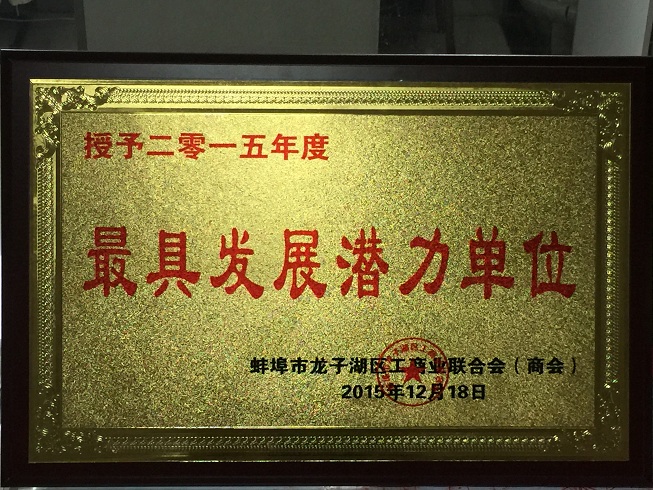 授予二零一五年度
最具发展潜力单位
蚌埠市龙子湖区工商业联合会（商会）
2015年12月18日